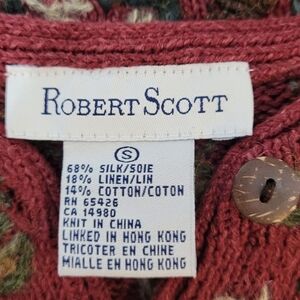 ROBERT SCOTT
S
68% SILK/SOIE
18% LINEN/LIN
14% COTTON/COTON
RN 65426
CA 14980
KNIT IN CHINA
LINKED IN HONG KONG
TRICOTER EN CHINE
MIALLE EN HONG KONG